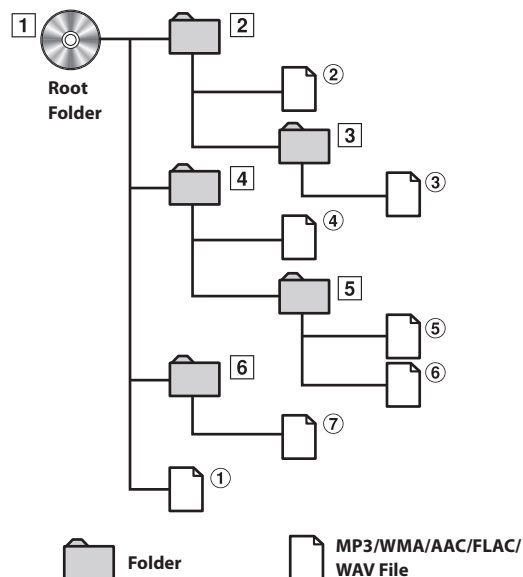 1
2
Root
Folder
②
3
③
4
④
5
⑤
⑥
6
⑦
①
Folder
MP3/WMA/AAC/FLAC/
WAV File